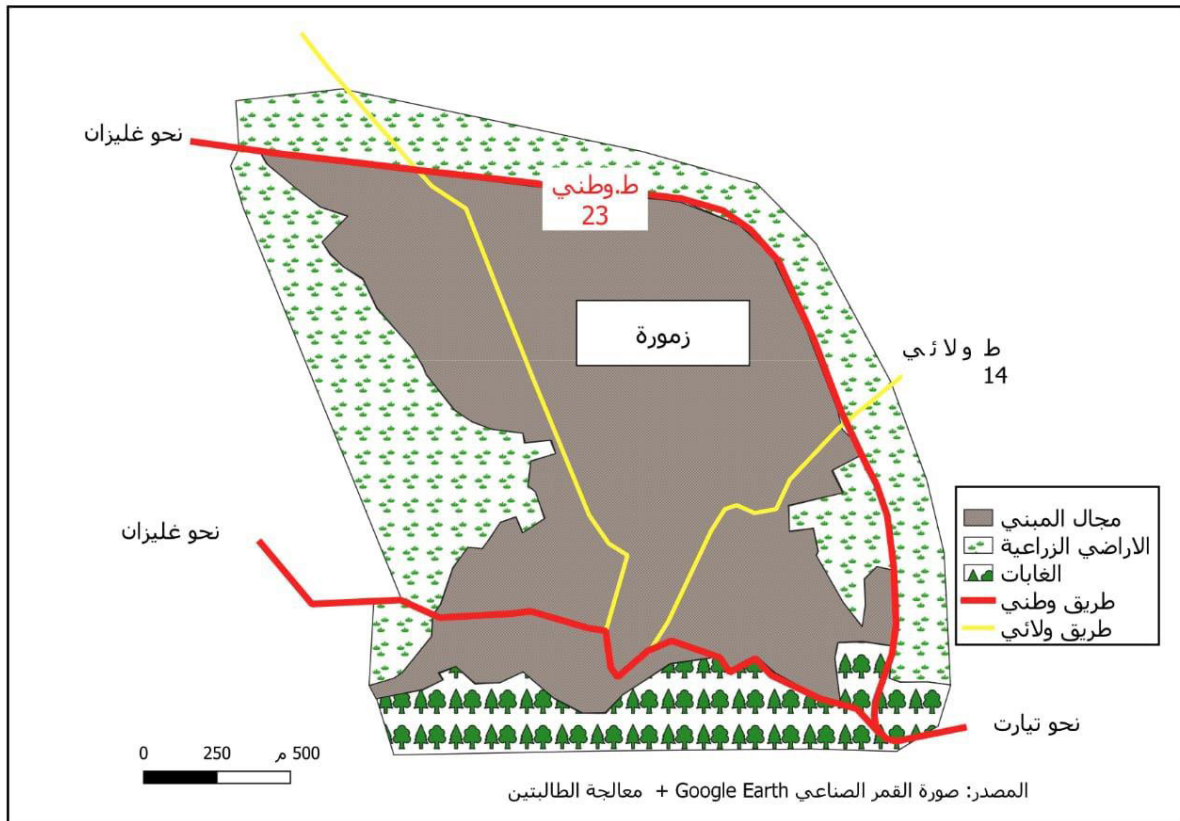 نحو غليزان
ط.وطني
23
زمورة
ط ولائي
14
نحو غليزان
مجال المبني
الاراضي الزراعية
الغابات
طريق وطني
طريق ولائي
نحو تيارت
0 250 500 م
المصدر: صورة القمر الصناعي Google Earth + معالجة الطالبتين